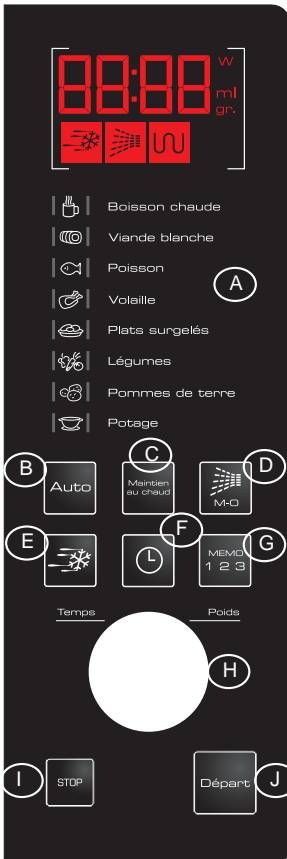 88:88 W
ml
gr.
Boisson chaude
Viande blanche
Poisson
A
Volaille
Plats surgelés
Légumes
Pommes de terre
Potage
B
C
D
Auto
Maintien
au chaud
M-O
E
F
G
MEMO
1 2 3
Temps
Poids
H
I
J
STOP
Départ